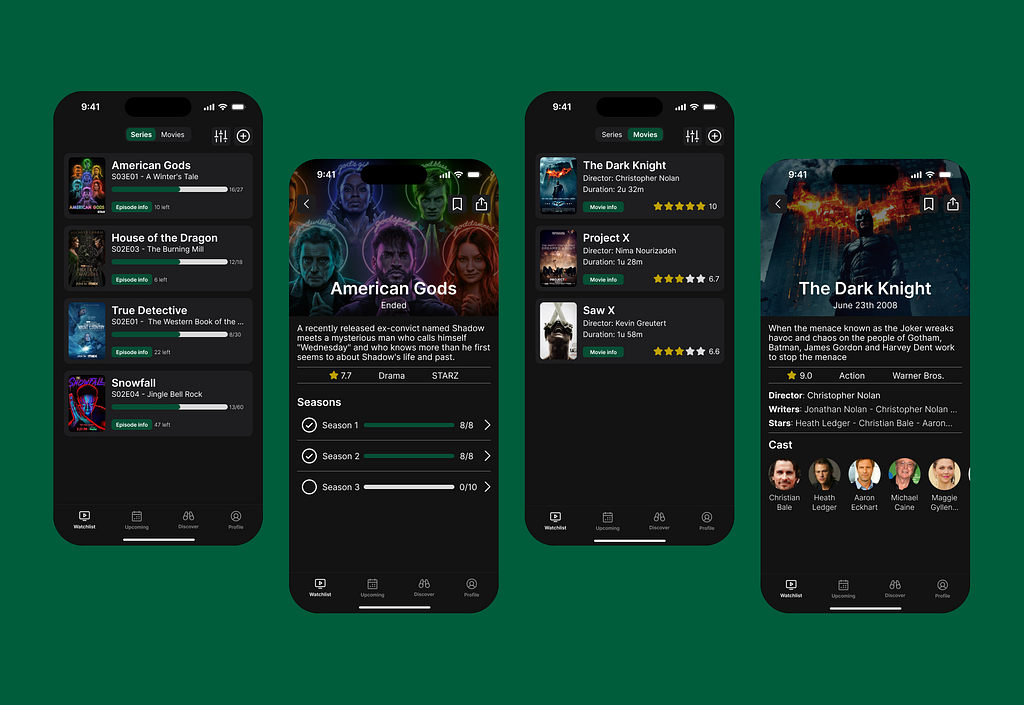 9:41
Series
Movies
American Gods
S03E01 - A Winter's Tale
16/27
Episode info
10 left
House of the Dragon
S02E03 - The Burning Mill
12/18
Episode info
6 left
True Detective
S02E01 - The Western Book of the ...
8/30
Episode info
22 left
Snowfall
S02E04 - Jingle Bell Rock
13/60
Episode info
47 left
Watchlist
Upcoming
Discover
Profile
9:41
American Gods
Ended
A recently released ex-convict named Shadow
meets a mysterious man who calls himself
"Wednesday" and who knows more than he first
seems to about Shadow's life and past.
7.7
Drama
STARZ
Seasons
Season 1
8/8
Season 2
8/8
Season 3
0/10
Watchlist
Upcoming
Discover
Profile
9:41
Series
Movies
The Dark Knight
Director: Christopher Nolan
Duration: 2u 32m
Movie info
10
Project X
Director: Nima Nourizadeh
Duration: 1u 28m
Movie info
6.7
Saw X
Director: Kevin Greutert
Duration: 1u 58m
Movie info
6.6
Watchlist
Upcoming
Discover
Profile
9:41
The Dark Knight
June 23th 2008
When the menace known as the Joker wreaks
havoc and chaos on the people of Gotham,
Batman, James Gordon and Harvey Dent work
to stop the menace
9.0
Action
Warner Bros.
Director: Christopher Nolan
Writers: Jonathan Nolan - Christopher Nolan ...
Stars: Heath Ledger - Christian Bale - Aaron...
Cast
Christian
Bale
Heath
Ledger
Aaron
Eckhart
Michael
Caine
Maggie
Gyllen...
Watchlist
Upcoming
Discover
Profile